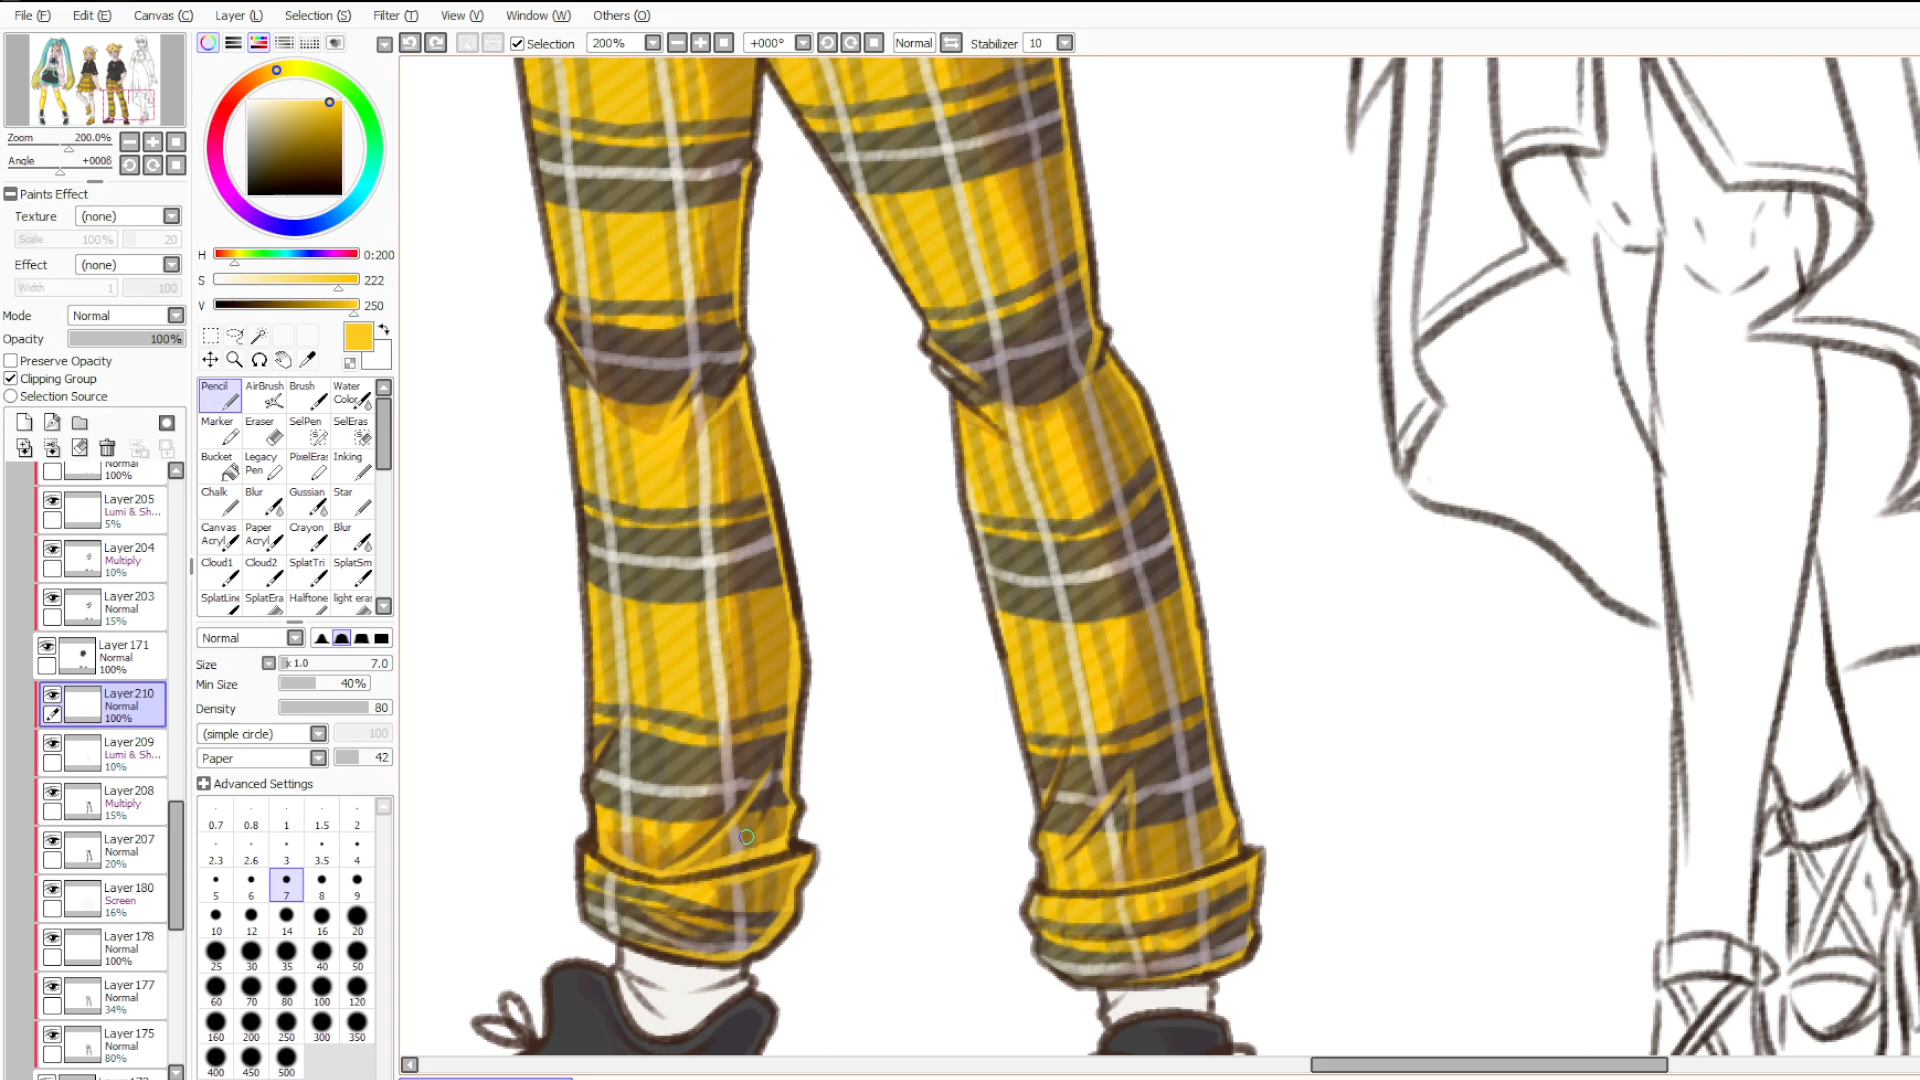 File (F) Edit (E) Canvas (C) Layer (L) Selection (S) Filter (T) View (V) Window (W) Others (O)
Selection 200% +000° Normal Stabilizer 10
Zoom 200.0%
Angle +0008
Paints Effect
Texture (none)
Scale 100% 20
Effect (none)
Width 1 100
Mode Normal
Opacity 100%
Preserve Opacity
Clipping Group
Selection Source
Normal
100%
Layer205
Lumi & Sh...
5%
Layer204
Multiply
10%
Layer203
Normal
15%
Layer171
Normal
100%
Layer210
Normal
100%
Layer209
Lumi & Sh...
10%
Layer208
Multiply
15%
Layer207
Normal
20%
Layer180
Screen
16%
Layer178
Normal
100%
Layer177
Normal
34%
Layer175
Normal
80%
H 0:200
S 222
V 250
Pencil AirBrush Brush Water Color
Marker Eraser SelPen SelEras
Bucket Legacy Pen PixelEras Inking
Chalk Blur Gussian Star
Canvas Acryl Paper Acryl Crayon Blur
Cloud1 Cloud2 SplatTri SplatSm
SplatLine SplatEra Halftone light era
Normal
Size x 1.0 7.0
Min Size 40%
Density 80
(simple circle) 100
Paper 42
Advanced Settings
0.7 0.8 1 1.5 2
2.3 2.6 3 3.5 4
5 6 7 8 9
10 12 14 16 20
25 30 35 40 50
60 70 80 100 120
160 200 250 300 350
400 450 500